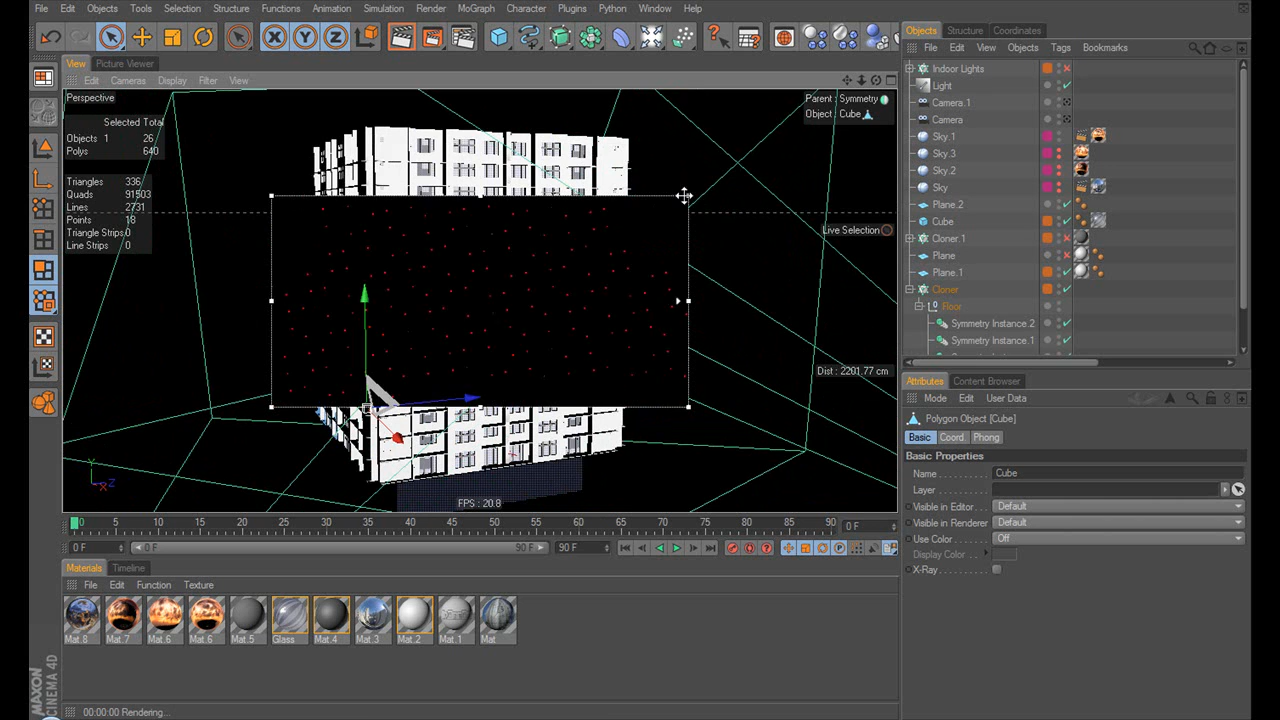 File Edit Objects Tools Selection Structure Functions Animation Simulation Render MoGraph Character Plugins Python Window Help
View Picture Viewer
Edit Cameras Display Filter View
Perspective
Selected Total
Objects 1 26
Polys 640
Triangles 336
Quads 91503
Lines 2731
Points 18
Triangle Strips 0
Line Strips 0
Parent : Symmetry
Object: Cube
Live Selection
Dist : 2201.77 cm
FPS : 20.8
Y
X Z
0 5 10 15 20 25 30 35 40 45 50 55 60 65 70 75 80 85 90 0 F
0 F 0 F 90 F 90 F
Materials Timeline
File Edit Function Texture
Mat.8 Mat.7 Mat.6 Mat.6 Mat.5 Glass Mat.4 Mat.3 Mat.2 Mat.1 Mat
MAXON
CINEMA 4D
00:00:00 Rendering...
Objects Structure Coordinates
File Edit View Objects Tags Bookmarks
Indoor Lights
Light
Camera.1
Camera
Sky.1
Sky.3
Sky.2
Sky
Plane.2
Cube
Cloner.1
Plane
Plane.1
Cloner
Floor
Symmetry Instance.2
Symmetry Instance.1
Attributes Content Browser
Mode Edit User Data
Polygon Object [Cube]
Basic Coord. Phong
Basic Properties
Name Cube
Layer
Visible in Editor Default
Visible in Renderer Default
Use Color Off
Display Color
X-Ray